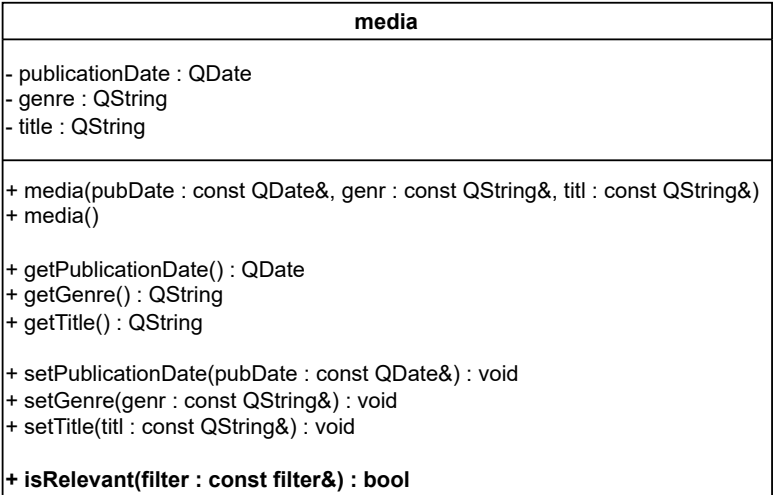 media
- publicationDate : QDate
- genre : QString
- title : QString
+ media(pubDate : const QDate&, genr : const QString&, titl : const QString&)
+ media()
+ getPublicationDate() : QDate
+ getGenre() : QString
+ getTitle() : QString
+ setPublicationDate(pubDate : const QDate&) : void
+ setGenre(genr : const QString&) : void
+ setTitle(titl : const QString&) : void
+ isRelevant(filter : const filter&) : bool